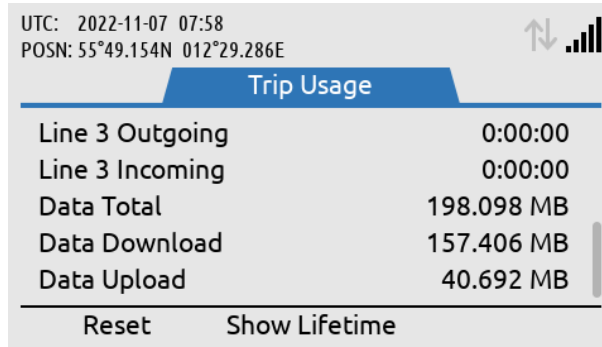 UTC: 2022-11-07 07:58
POSN: 55°49.154N 012°29.286E
Trip Usage
Line 3 Outgoing 0:00:00
Line 3 Incoming 0:00:00
Data Total 198.098 MB
Data Download 157.406 MB
Data Upload 40.692 MB
Reset Show Lifetime